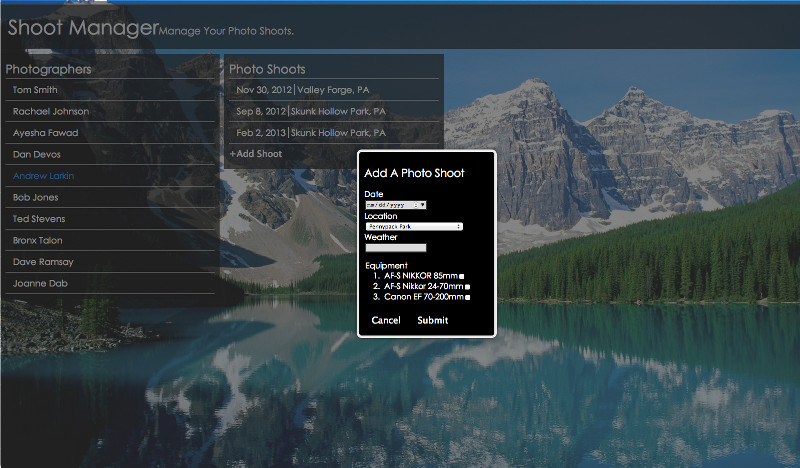 Shoot Manager Manage Your Photo Shoots.
Photographers
Tom Smith
Rachael Johnson
Ayesha Fawad
Dan Devos
Andrew Larkin
Bob Jones
Ted Stevens
Bronx Talon
Dave Ramsay
Joanne Dab
Photo Shoots
Nov 30, 2012|Valley Forge, PA
Sep 8, 2012|Skunk Hollow Park, PA
Feb 2, 2013|Skunk Hollow Park, PA
+Add Shoot
Add A Photo Shoot
Date
mm/dd/yyyy
Location
Pennypack Park
Weather
Equipment
1. AF-S NIKKOR 85mm
2. AF-S Nikkor 24-70mm
3. Canon EF 70-200mm
Cancel Submit